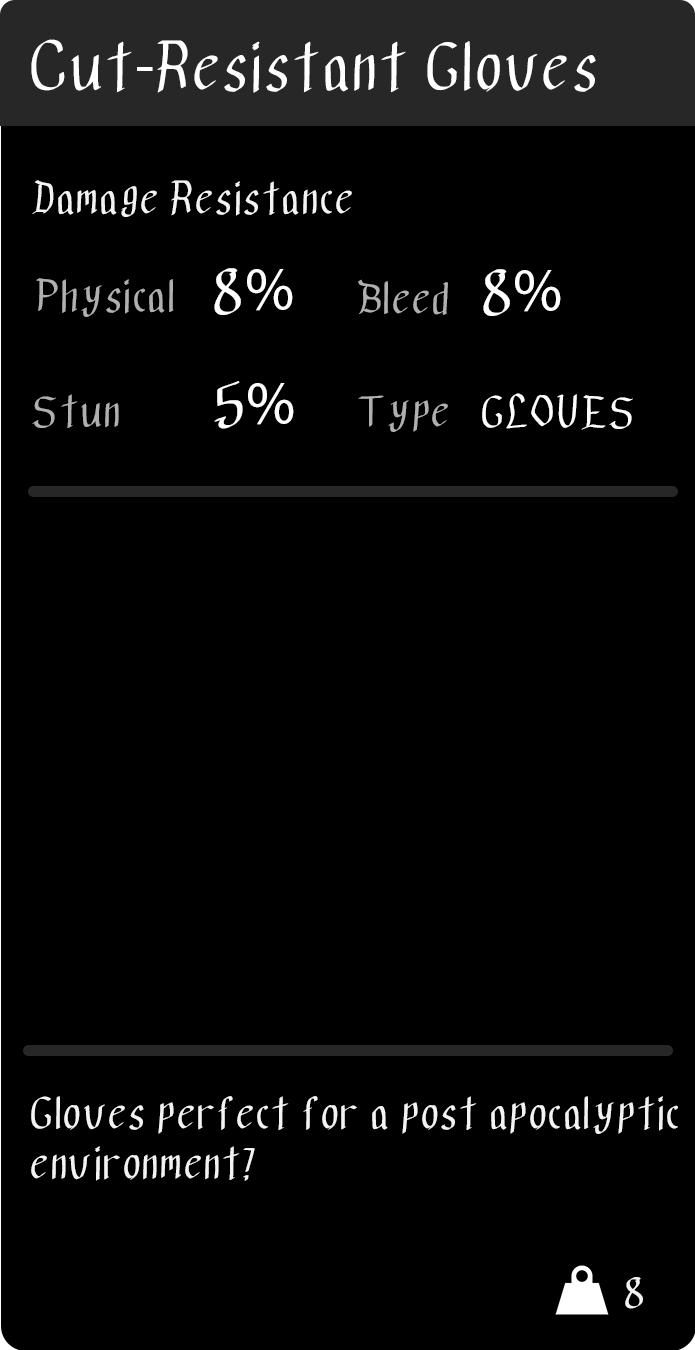 Cut-Resistant Gloves
Damage Resistance
Physical 8% Bleed 8%
Stun 5% Type GLOVES
Gloves perfect for a post apocalyptic
environment?
8